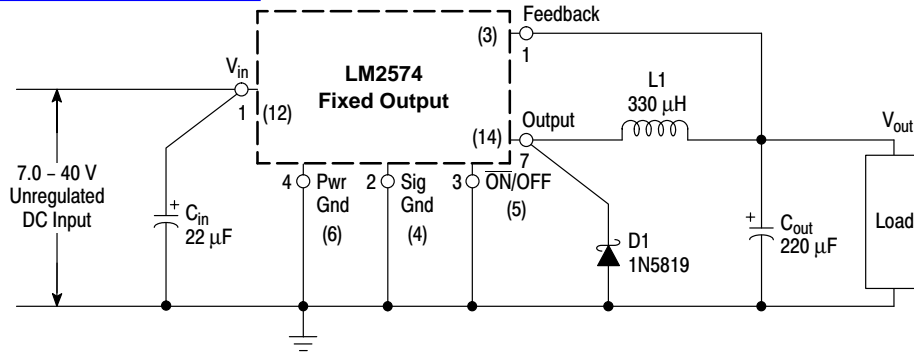 Feedback
(3)
1
LM2574
Fixed Output
Vin
1
(12)
L1
330 µH
Output
(14)
7
Vout
7.0 – 40 V
Unregulated
DC Input
4 Pwr
Gnd
(6)
2 Sig
Gnd
(4)
3 ON/OFF
(5)
+
Cin
22 µF
D1
1N5819
+
Cout
220 µF
Load